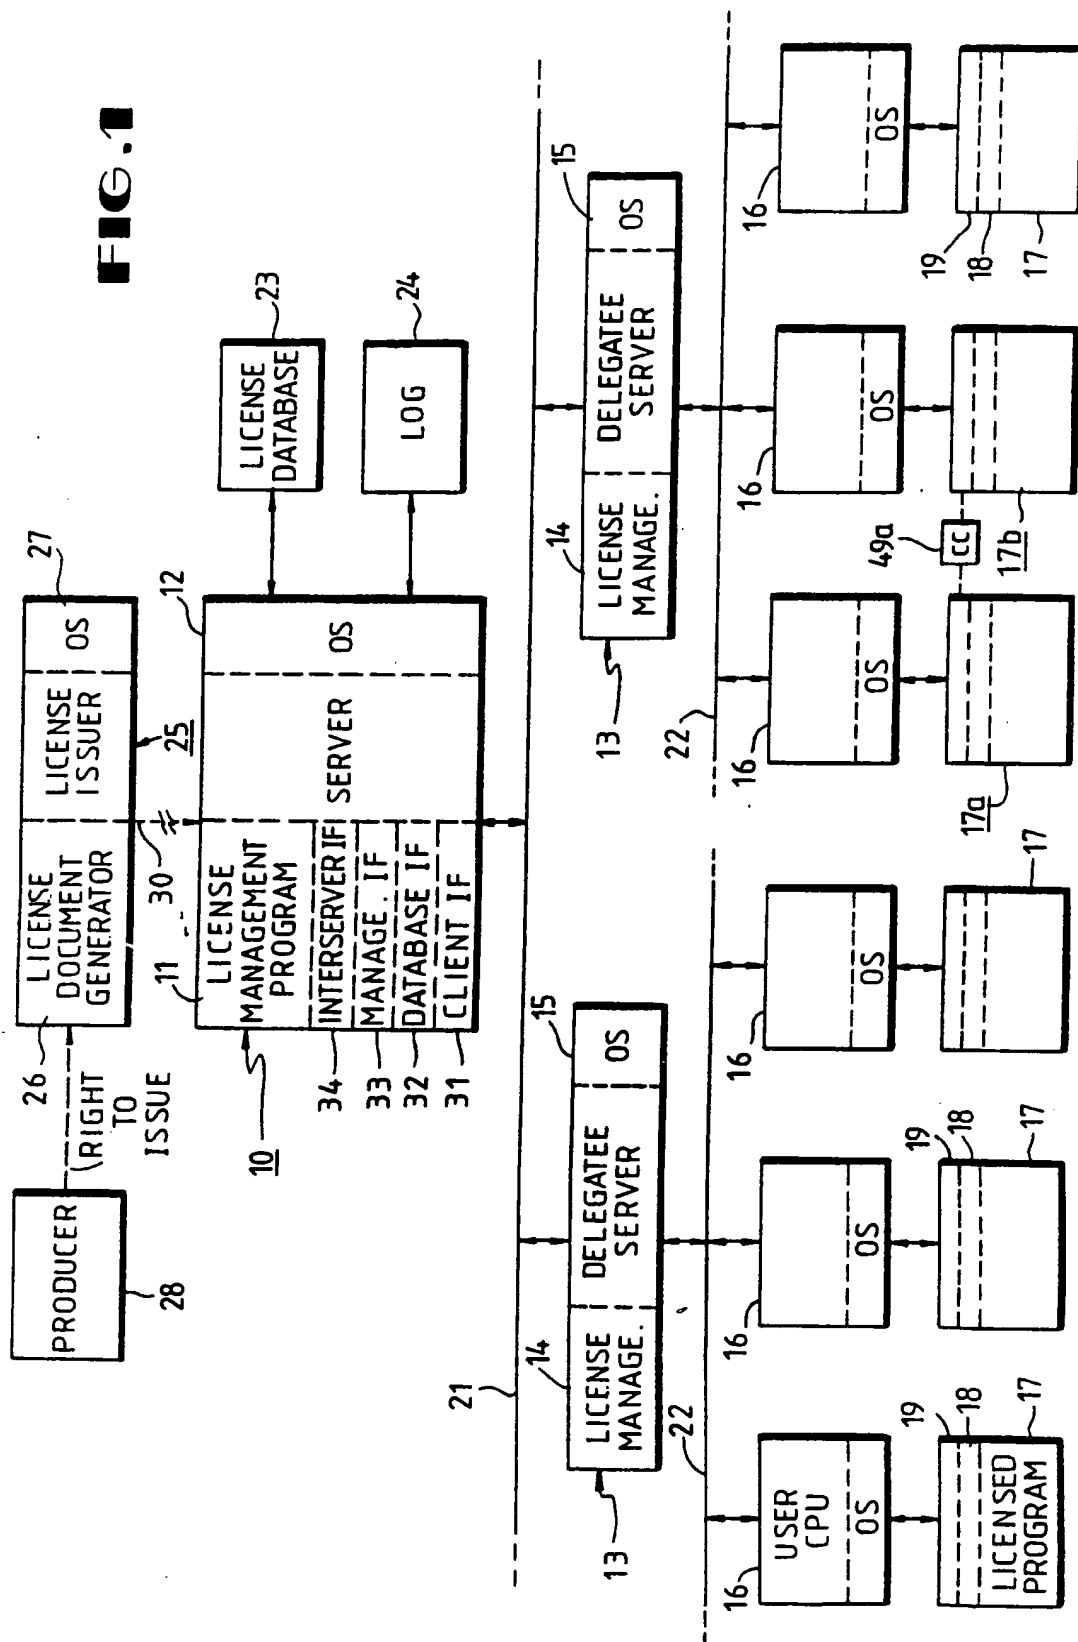 FIG.1
PRODUCER
28
(RIGHT
TO
ISSUE
26
LICENSE
DOCUMENT
GENERATOR
LICENSE
ISSUER
OS
27
25
30
11
LICENSE
MANAGEMENT
PROGRAM
INTERSERVER IF
MANAGE. IF
DATABASE IF
CLIENT IF
SERVER
OS
12
10
34
33
32
31
LICENSE
DATABASE
23
LOG
24
21
14
LICENSE
MANAGE.
DELEGATEE
SERVER
OS
15
13
14
LICENSE
MANAGE.
DELEGATEE
SERVER
OS
15
13
22
22
16
USER
CPU
OS
16
OS
16
OS
16
OS
16
OS
16
OS
19
18
17
LICENSED
PROGRAM
19
18
17
17
17a
49a
CC
17b
19
18
17